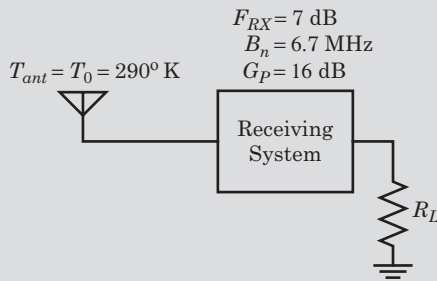 F_RX = 7 dB
B_n = 6.7 MHz
G_P = 16 dB
T_ant = T_0 = 290° K
Receiving
System
R_L